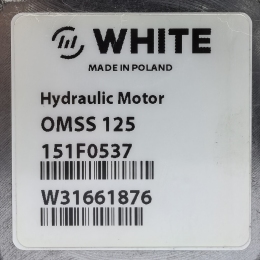 WHITE
MADE IN POLAND
Hydraulic Motor
OMSS 125
151F0537
W31661876